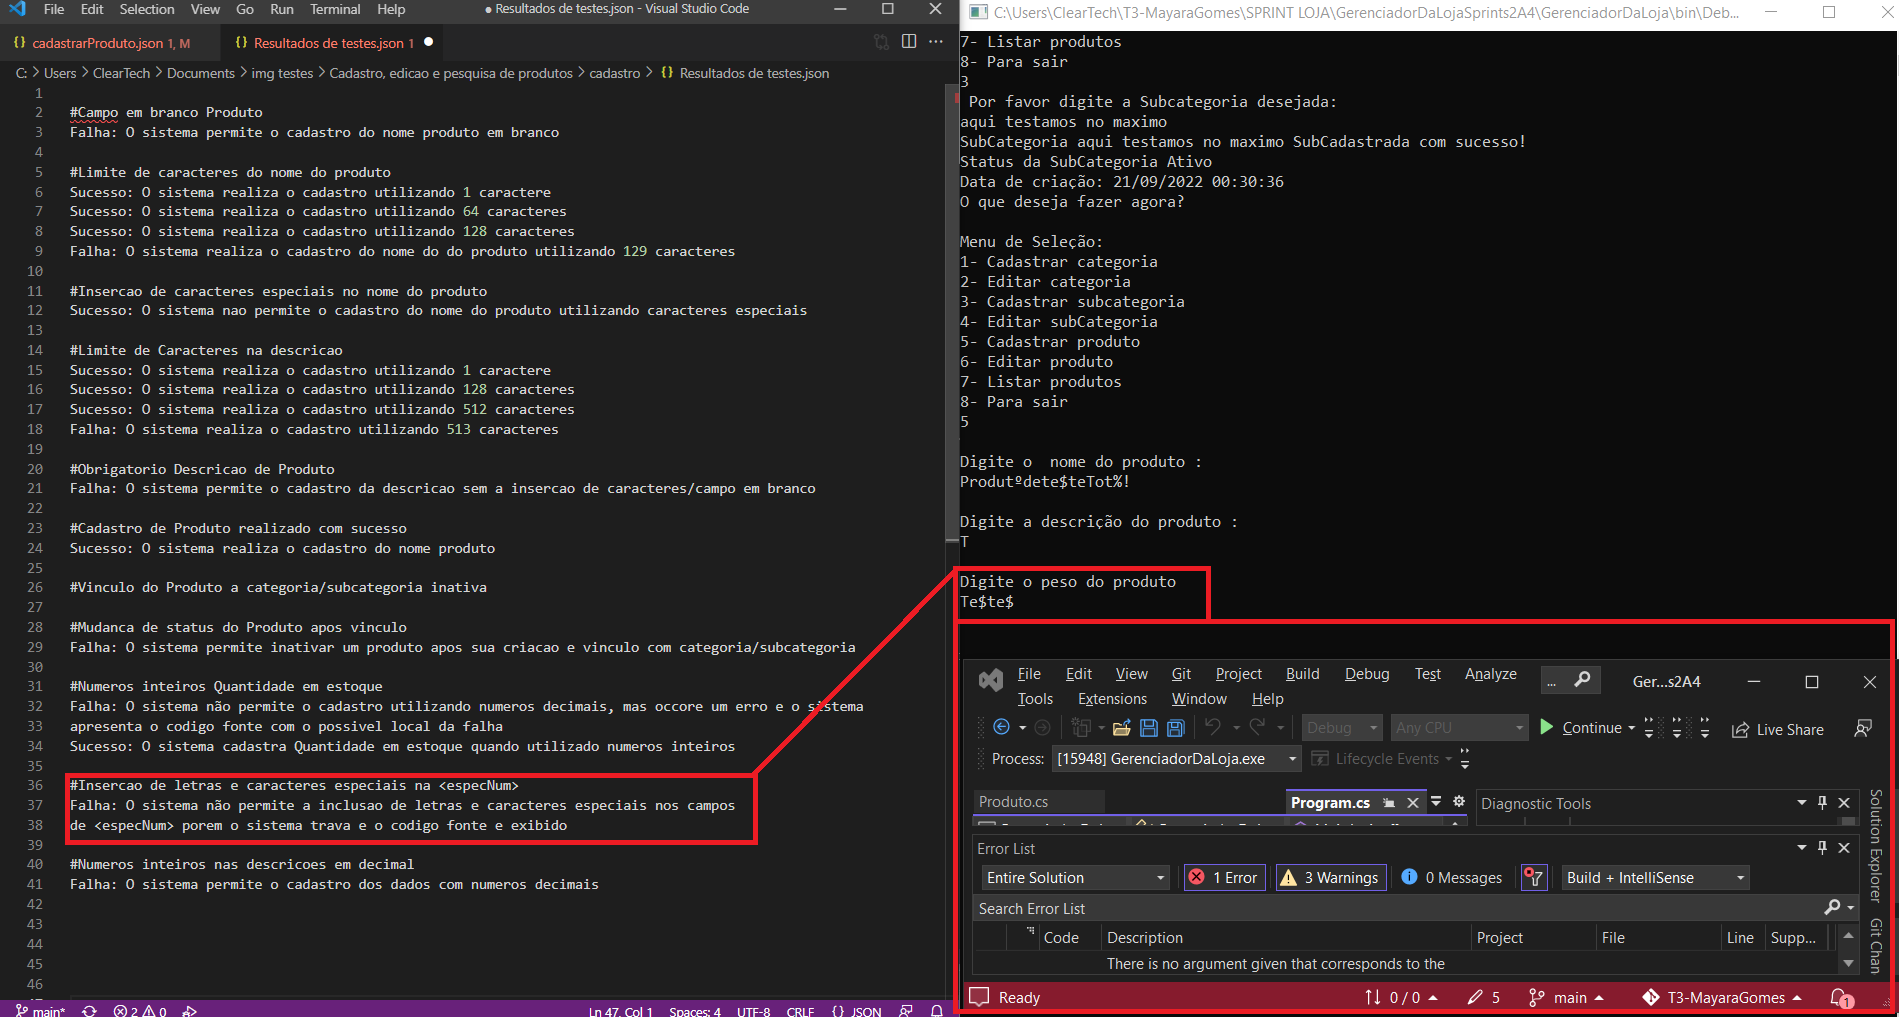 File Edit Selection View Go Run Terminal Help
● Resultados de testes.json - Visual Studio Code
{} cadastrarProduto.json 1, M
{} Resultados de testes.json 1 ●
C: > Users > ClearTech > Documents > img testes > Cadastro, edicao e pesquisa de produtos > cadastro > {} Resultados de testes.json
1
2 #Campo em branco Produto
3 Falha: O sistema permite o cadastro do nome produto em branco
4
5 #Limite de caracteres do nome do produto
6 Sucesso: O sistema realiza o cadastro utilizando 1 caractere
7 Sucesso: O sistema realiza o cadastro utilizando 64 caracteres
8 Sucesso: O sistema realiza o cadastro utilizando 128 caracteres
9 Falha: O sistema realiza o cadastro do nome do do produto utilizando 129 caracteres
10
11 #Insercao de caracteres especiais no nome do produto
12 Sucesso: O sistema nao permite o cadastro do nome do produto utilizando caracteres especiais
13
14 #Limite de Caracteres na descricao
15 Sucesso: O sistema realiza o cadastro utilizando 1 caractere
16 Sucesso: O sistema realiza o cadastro utilizando 128 caracteres
17 Sucesso: O sistema realiza o cadastro utilizando 512 caracteres
18 Falha: O sistema realiza o cadastro utilizando 513 caracteres
19
20 #Obrigatorio Descricao de Produto
21 Falha: O sistema permite o cadastro da descricao sem a insercao de caracteres/campo em branco
22
23 #Cadastro de Produto realizado com sucesso
24 Sucesso: O sistema realiza o cadastro do nome produto
25
26 #Vinculo do Produto a categoria/subcategoria inativa
27
28 #Mudanca de status do Produto apos vinculo
29 Falha: O sistema permite inativar um produto apos sua criacao e vinculo com categoria/subcategoria
30
31 #Numeros inteiros Quantidade em estoque
32 Falha: O sistema não permite o cadastro utilizando numeros decimais, mas occore um erro e o sistema
33 apresenta o codigo fonte com o possivel local da falha
34 Sucesso: O sistema cadastra Quantidade em estoque quando utilizado numeros inteiros
35
36 #Insercao de letras e caracteres especiais na <especNum>
37 Falha: O sistema não permite a inclusao de letras e caracteres especiais nos campos
38 de <especNum> porem o sistema trava e o codigo fonte e exibido
39
40 #Numeros inteiros nas descricoes em decimal
41 Falha: O sistema permite o cadastro dos dados com numeros decimais
42
43
44
45
46
main* 2 0 Ln 47, Col 1 Spaces: 4 UTF-8 CRLF {} JSON
C:\Users\ClearTech\T3-MayaraGomes\SPRINT LOJA\GerenciadorDaLojaSprints2A4\GerenciadorDaLoja\bin\Deb...
7- Listar produtos
8- Para sair
3
Por favor digite a Subcategoria desejada:
aqui testamos no maximo
SubCategoria aqui testamos no maximo SubCadastrada com sucesso!
Status da SubCategoria Ativo
Data de criação: 21/09/2022 00:30:36
O que deseja fazer agora?
Menu de Seleção:
1- Cadastrar categoria
2- Editar categoria
3- Cadastrar subcategoria
4- Editar subCategoria
5- Cadastrar produto
6- Editar produto
7- Listar produtos
8- Para sair
5
Digite o  nome do produto :
Produtºdete$teTot%!
Digite a descrição do produto :
T
Digite o peso do produto
Te$te$
File Edit View Git Project Build Debug Test Analyze ... Ger...s2A4
Tools Extensions Window Help
Debug Any CPU Continue Live Share
Process: [15948] GerenciadorDaLoja.exe Lifecycle Events
Produto.cs Program.cs Diagnostic Tools
Solution Explorer
Git Chan
Error List
Entire Solution 1 Error 3 Warnings 0 Messages Build + IntelliSense
Search Error List
Code Description Project File Line Supp...
There is no argument given that corresponds to the
Ready 0 / 0 5 main T3-MayaraGomes 1